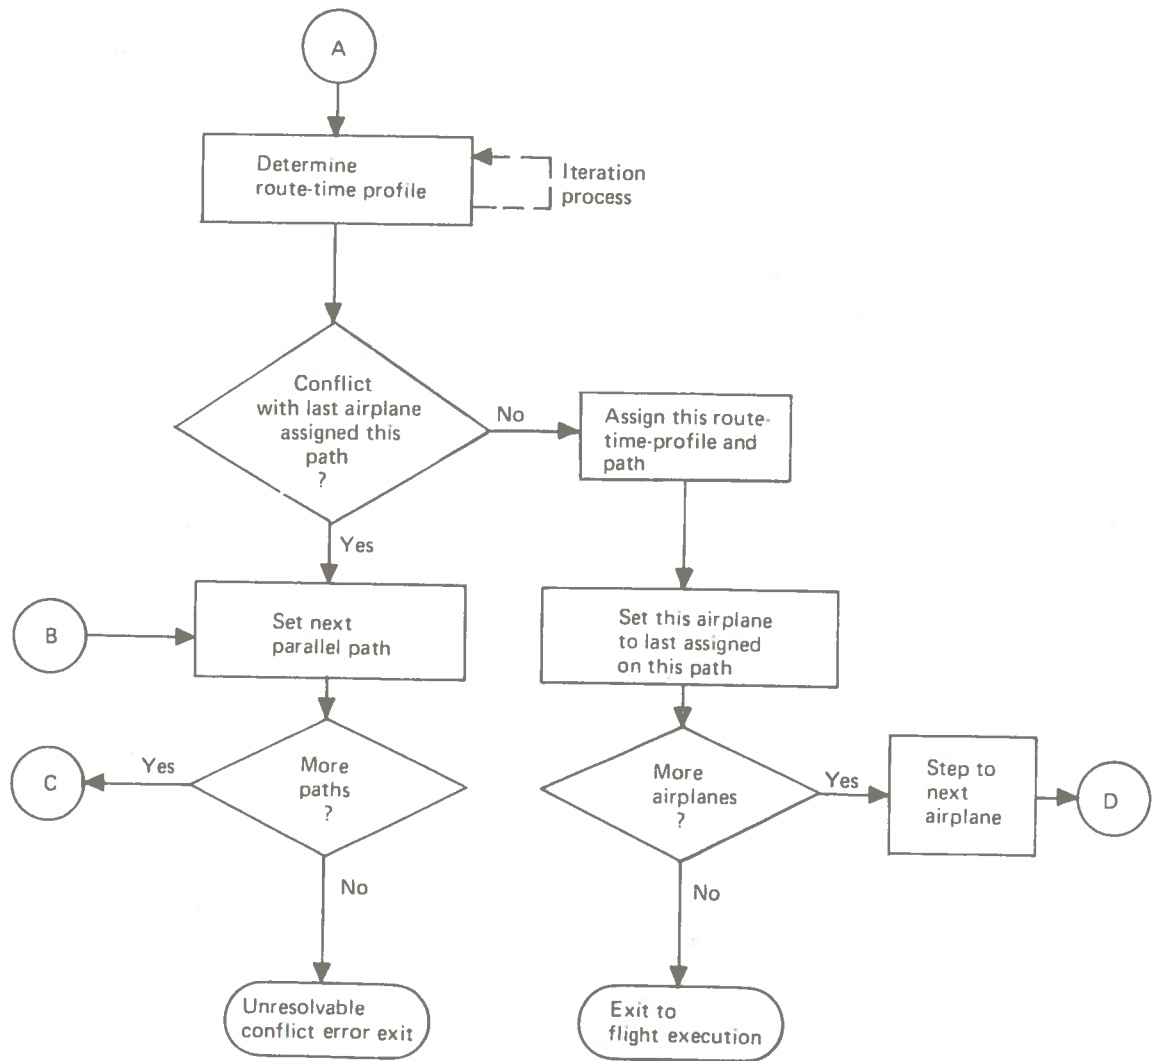 A
Determine
route-time profile
Iteration
process
Conflict
with last airplane
assigned this
path
?
No
Assign this route-
time-profile and
path
Yes
B
Set next
parallel path
Set this airplane
to last assigned
on this path
C
Yes
More
paths
?
More
airplanes
?
Yes
Step to
next
airplane
D
No
No
Unresolvable
conflict error exit
Exit to
flight execution